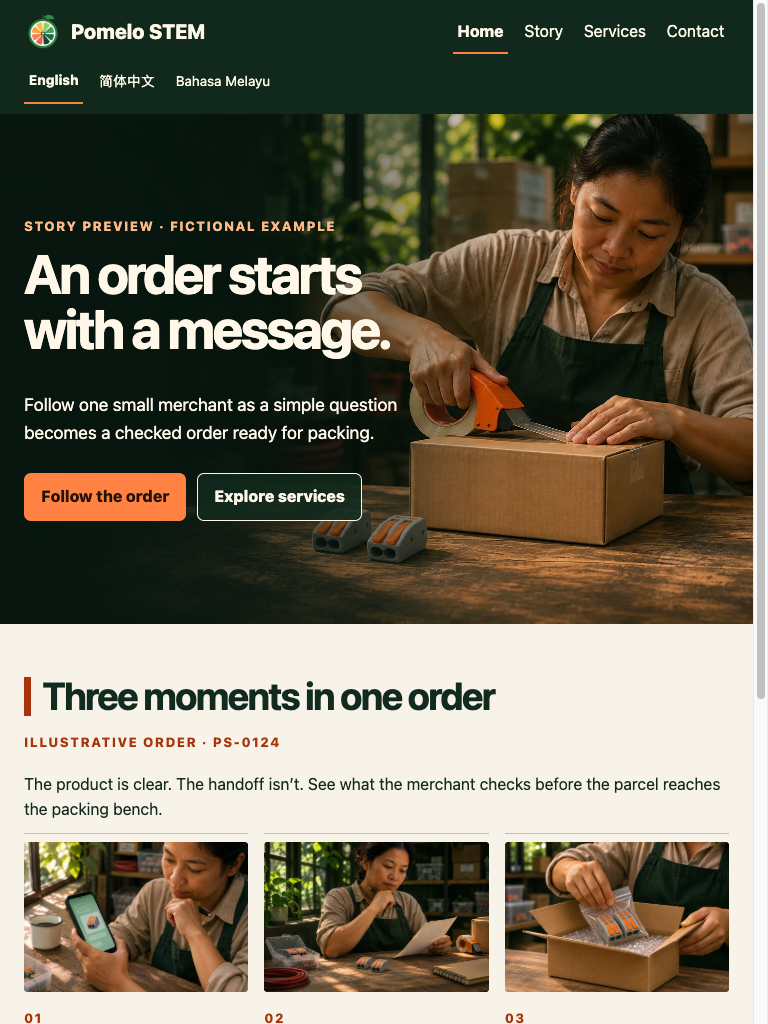 Pomelo STEM
Home Story Services Contact
English 简体中文 Bahasa Melayu
STORY PREVIEW · FICTIONAL EXAMPLE
An order starts
with a message.
Follow one small merchant as a simple question
becomes a checked order ready for packing.
Follow the order Explore services
Three moments in one order
ILLUSTRATIVE ORDER · PS-0124
The product is clear. The handoff isn’t. See what the merchant checks before the parcel reaches
the packing bench.
01 02 03